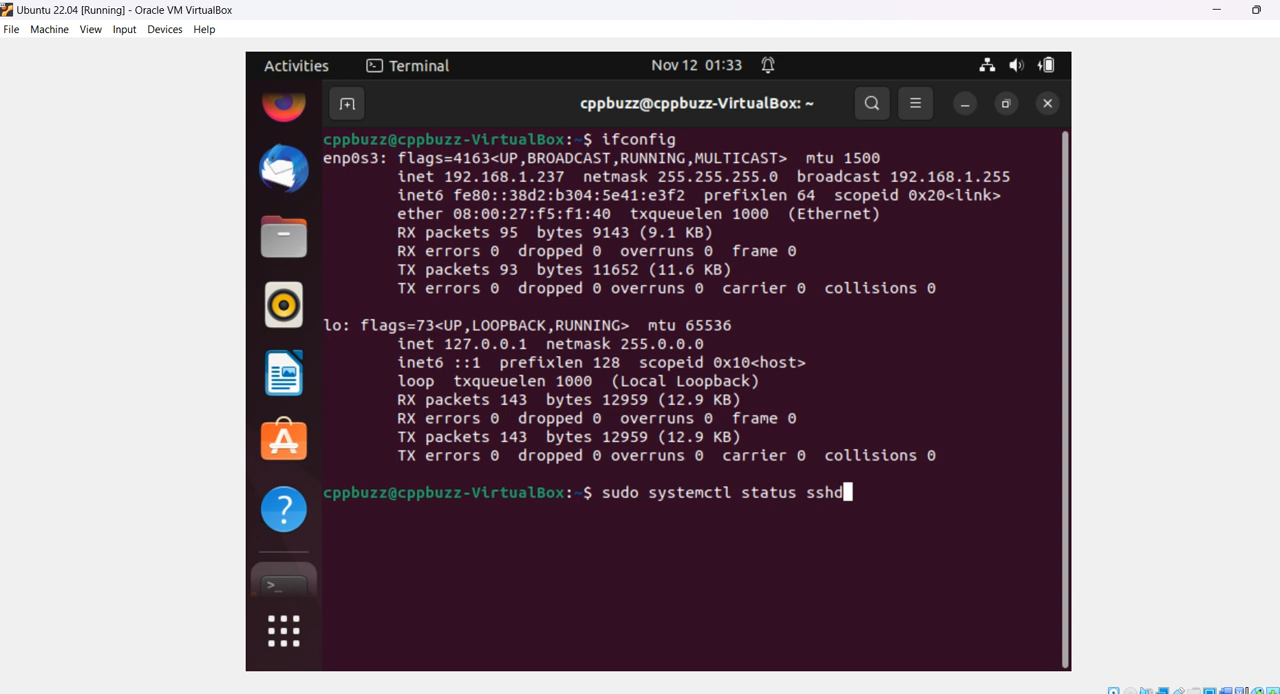 Ubuntu 22.04 [Running] - Oracle VM VirtualBox
File Machine View Input Devices Help
Activities Terminal Nov 12 01:33
cppbuzz@cppbuzz-VirtualBox: ~
cppbuzz@cppbuzz-VirtualBox:~$ ifconfig
enp0s3: flags=4163<UP,BROADCAST,RUNNING,MULTICAST>  mtu 1500
        inet 192.168.1.237  netmask 255.255.255.0  broadcast 192.168.1.255
        inet6 fe80::38d2:b304:5e41:e3f2  prefixlen 64  scopeid 0x20<link>
        ether 08:00:27:f5:f1:40  txqueuelen 1000  (Ethernet)
        RX packets 95  bytes 9143 (9.1 KB)
        RX errors 0  dropped 0  overruns 0  frame 0
        TX packets 93  bytes 11652 (11.6 KB)
        TX errors 0  dropped 0 overruns 0  carrier 0  collisions 0
lo: flags=73<UP,LOOPBACK,RUNNING>  mtu 65536
        inet 127.0.0.1  netmask 255.0.0.0
        inet6 ::1  prefixlen 128  scopeid 0x10<host>
        loop  txqueuelen 1000  (Local Loopback)
        RX packets 143  bytes 12959 (12.9 KB)
        RX errors 0  dropped 0  overruns 0  frame 0
        TX packets 143  bytes 12959 (12.9 KB)
        TX errors 0  dropped 0 overruns 0  carrier 0  collisions 0
cppbuzz@cppbuzz-VirtualBox:~$ sudo systemctl status sshd